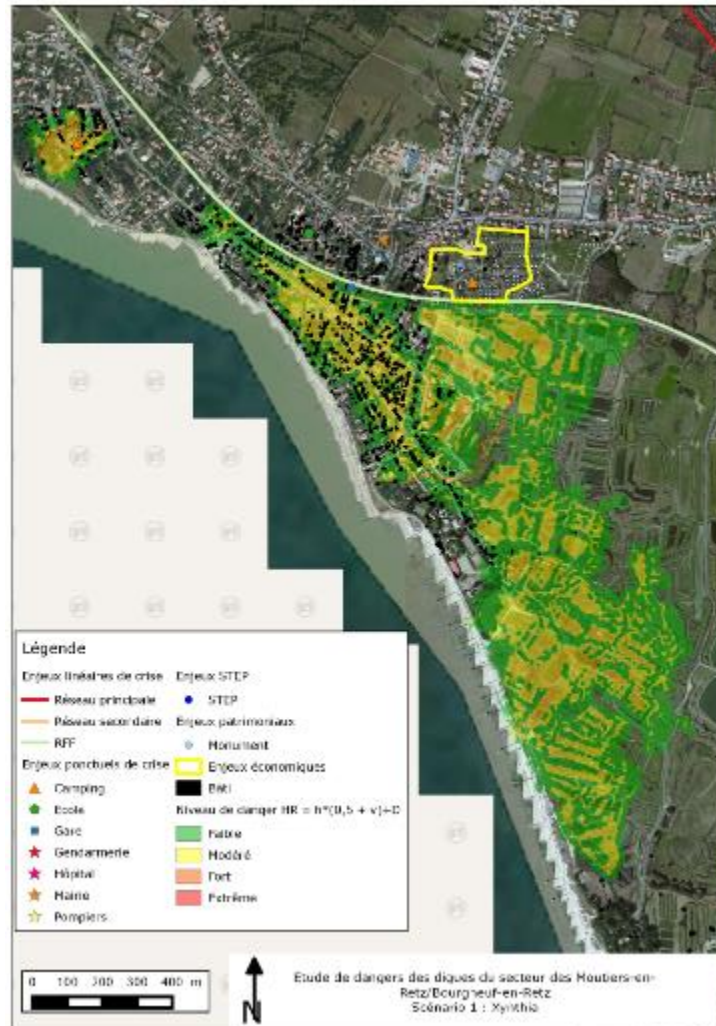 Légende
Enjeux linéaires de crise
Réseau principale
Réseau secondaire
RFF
Enjeux ponctuels de crise
Camping
Ecole
Gare
Gendarmerie
Hôpital
Mairie
Pompiers
Enjeux STEP
STEP
Enjeux patrimoniaux
Monument
Enjeux économiques
Bati
Niveau de danger HR = h*(0,5 + v)+D
Faible
Modéré
Fort
Extrême
0 100 200 300 400 m
N
Etude de dangers des digues du secteur des Moutiers-en-
Retz/Bourgneuf-en-Retz
Scénario 1 : Xynthia